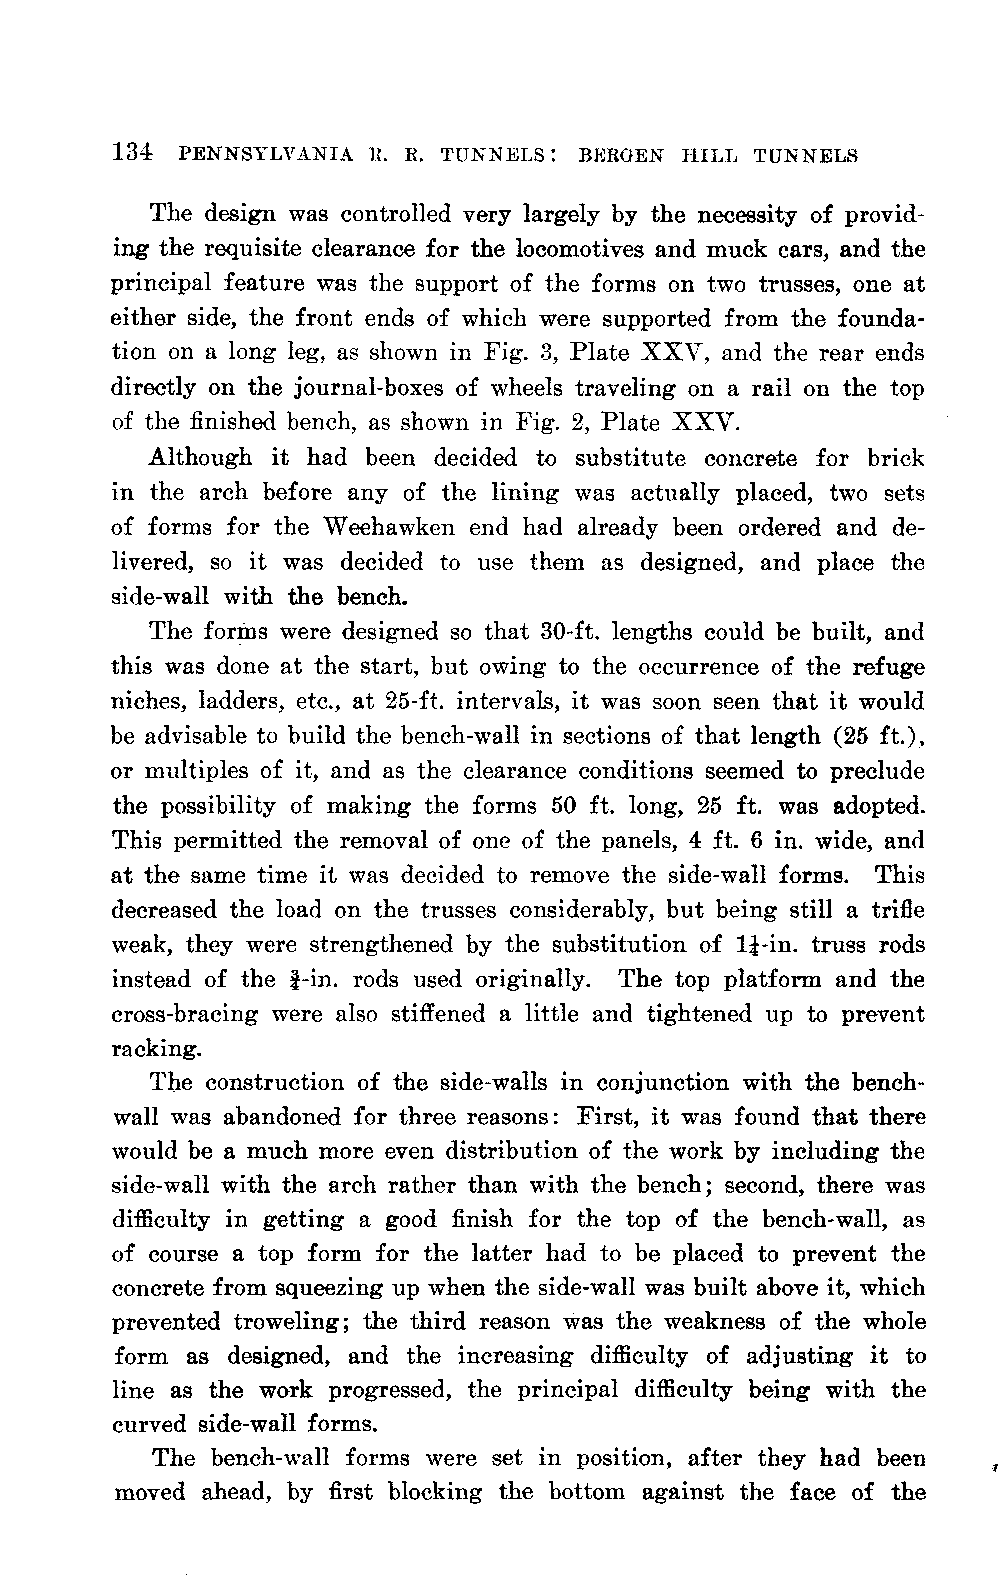 134 PENNSYLVANIA R. R. TUNNELS: BERGEN HILL TUNNELS
The design was controlled very largely by the necessity of provid-
ing the requisite clearance for the locomotives and muck cars, and the
principal feature was the support of the forms on two trusses, one at
either side, the front ends of which were supported from the founda-
tion on a long leg, as shown in Fig. 3, Plate XXV, and the rear ends
directly on the journal-boxes of wheels traveling on a rail on the top
of the finished bench, as shown in Fig. 2, Plate XXV.
Although it had been decided to substitute concrete for brick
in the arch before any of the lining was actually placed, two sets
of forms for the Weehawken end had already been ordered and de-
livered, so it was decided to use them as designed, and place the
side-wall with the bench.
The forms were designed so that 30-ft. lengths could be built, and
this was done at the start, but owing to the occurrence of the refuge
niches, ladders, etc., at 25-ft. intervals, it was soon seen that it would
be advisable to build the bench-wall in sections of that length (25 ft.),
or multiples of it, and as the clearance conditions seemed to preclude
the possibility of making the forms 50 ft. long, 25 ft. was adopted.
This permitted the removal of one of the panels, 4 ft. 6 in. wide, and
at the same time it was decided to remove the side-wall forms. This
decreased the load on the trusses considerably, but being still a trifle
weak, they were strengthened by the substitution of 1¼-in. truss rods
instead of the ¾-in. rods used originally. The top platform and the
cross-bracing were also stiffened a little and tightened up to prevent
racking.
The construction of the side-walls in conjunction with the bench-
wall was abandoned for three reasons: First, it was found that there
would be a much more even distribution of the work by including the
side-wall with the arch rather than with the bench; second, there was
difficulty in getting a good finish for the top of the bench-wall, as
of course a top form for the latter had to be placed to prevent the
concrete from squeezing up when the side-wall was built above it, which
prevented troweling; the third reason was the weakness of the whole
form as designed, and the increasing difficulty of adjusting it to
line as the work progressed, the principal difficulty being with the
curved side-wall forms.
The bench-wall forms were set in position, after they had been
moved ahead, by first blocking the bottom against the face of the